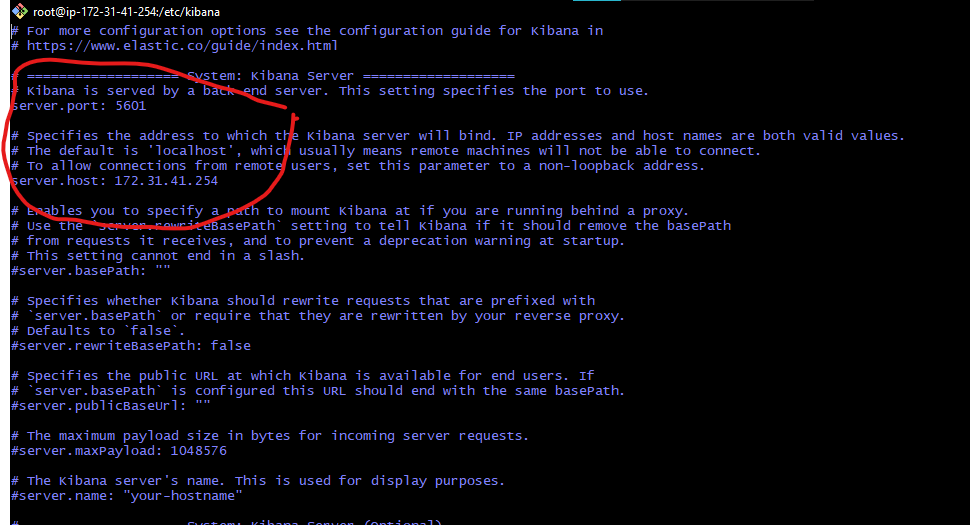 root@ip-172-31-41-254:/etc/kibana
# For more configuration options see the configuration guide for Kibana in
# https://www.elastic.co/guide/index.html
# =================== System: Kibana Server ===================
# Kibana is served by a back end server. This setting specifies the port to use.
server.port: 5601
# Specifies the address to which the Kibana server will bind. IP addresses and host names are both valid values.
# The default is 'localhost', which usually means remote machines will not be able to connect.
# To allow connections from remote users, set this parameter to a non-loopback address.
server.host: 172.31.41.254
# Enables you to specify a path to mount Kibana at if you are running behind a proxy.
# Use the `server.rewriteBasePath` setting to tell Kibana if it should remove the basePath
# from requests it receives, and to prevent a deprecation warning at startup.
# This setting cannot end in a slash.
#server.basePath: ""
# Specifies whether Kibana should rewrite requests that are prefixed with
# `server.basePath` or require that they are rewritten by your reverse proxy.
# Defaults to `false`.
#server.rewriteBasePath: false
# Specifies the public URL at which Kibana is available for end users. If
# `server.basePath` is configured this URL should end with the same basePath.
#server.publicBaseUrl: ""
# The maximum payload size in bytes for incoming server requests.
#server.maxPayload: 1048576
# The Kibana server's name. This is used for display purposes.
#server.name: "your-hostname"
# =================== System: Kibana Server (Optional)